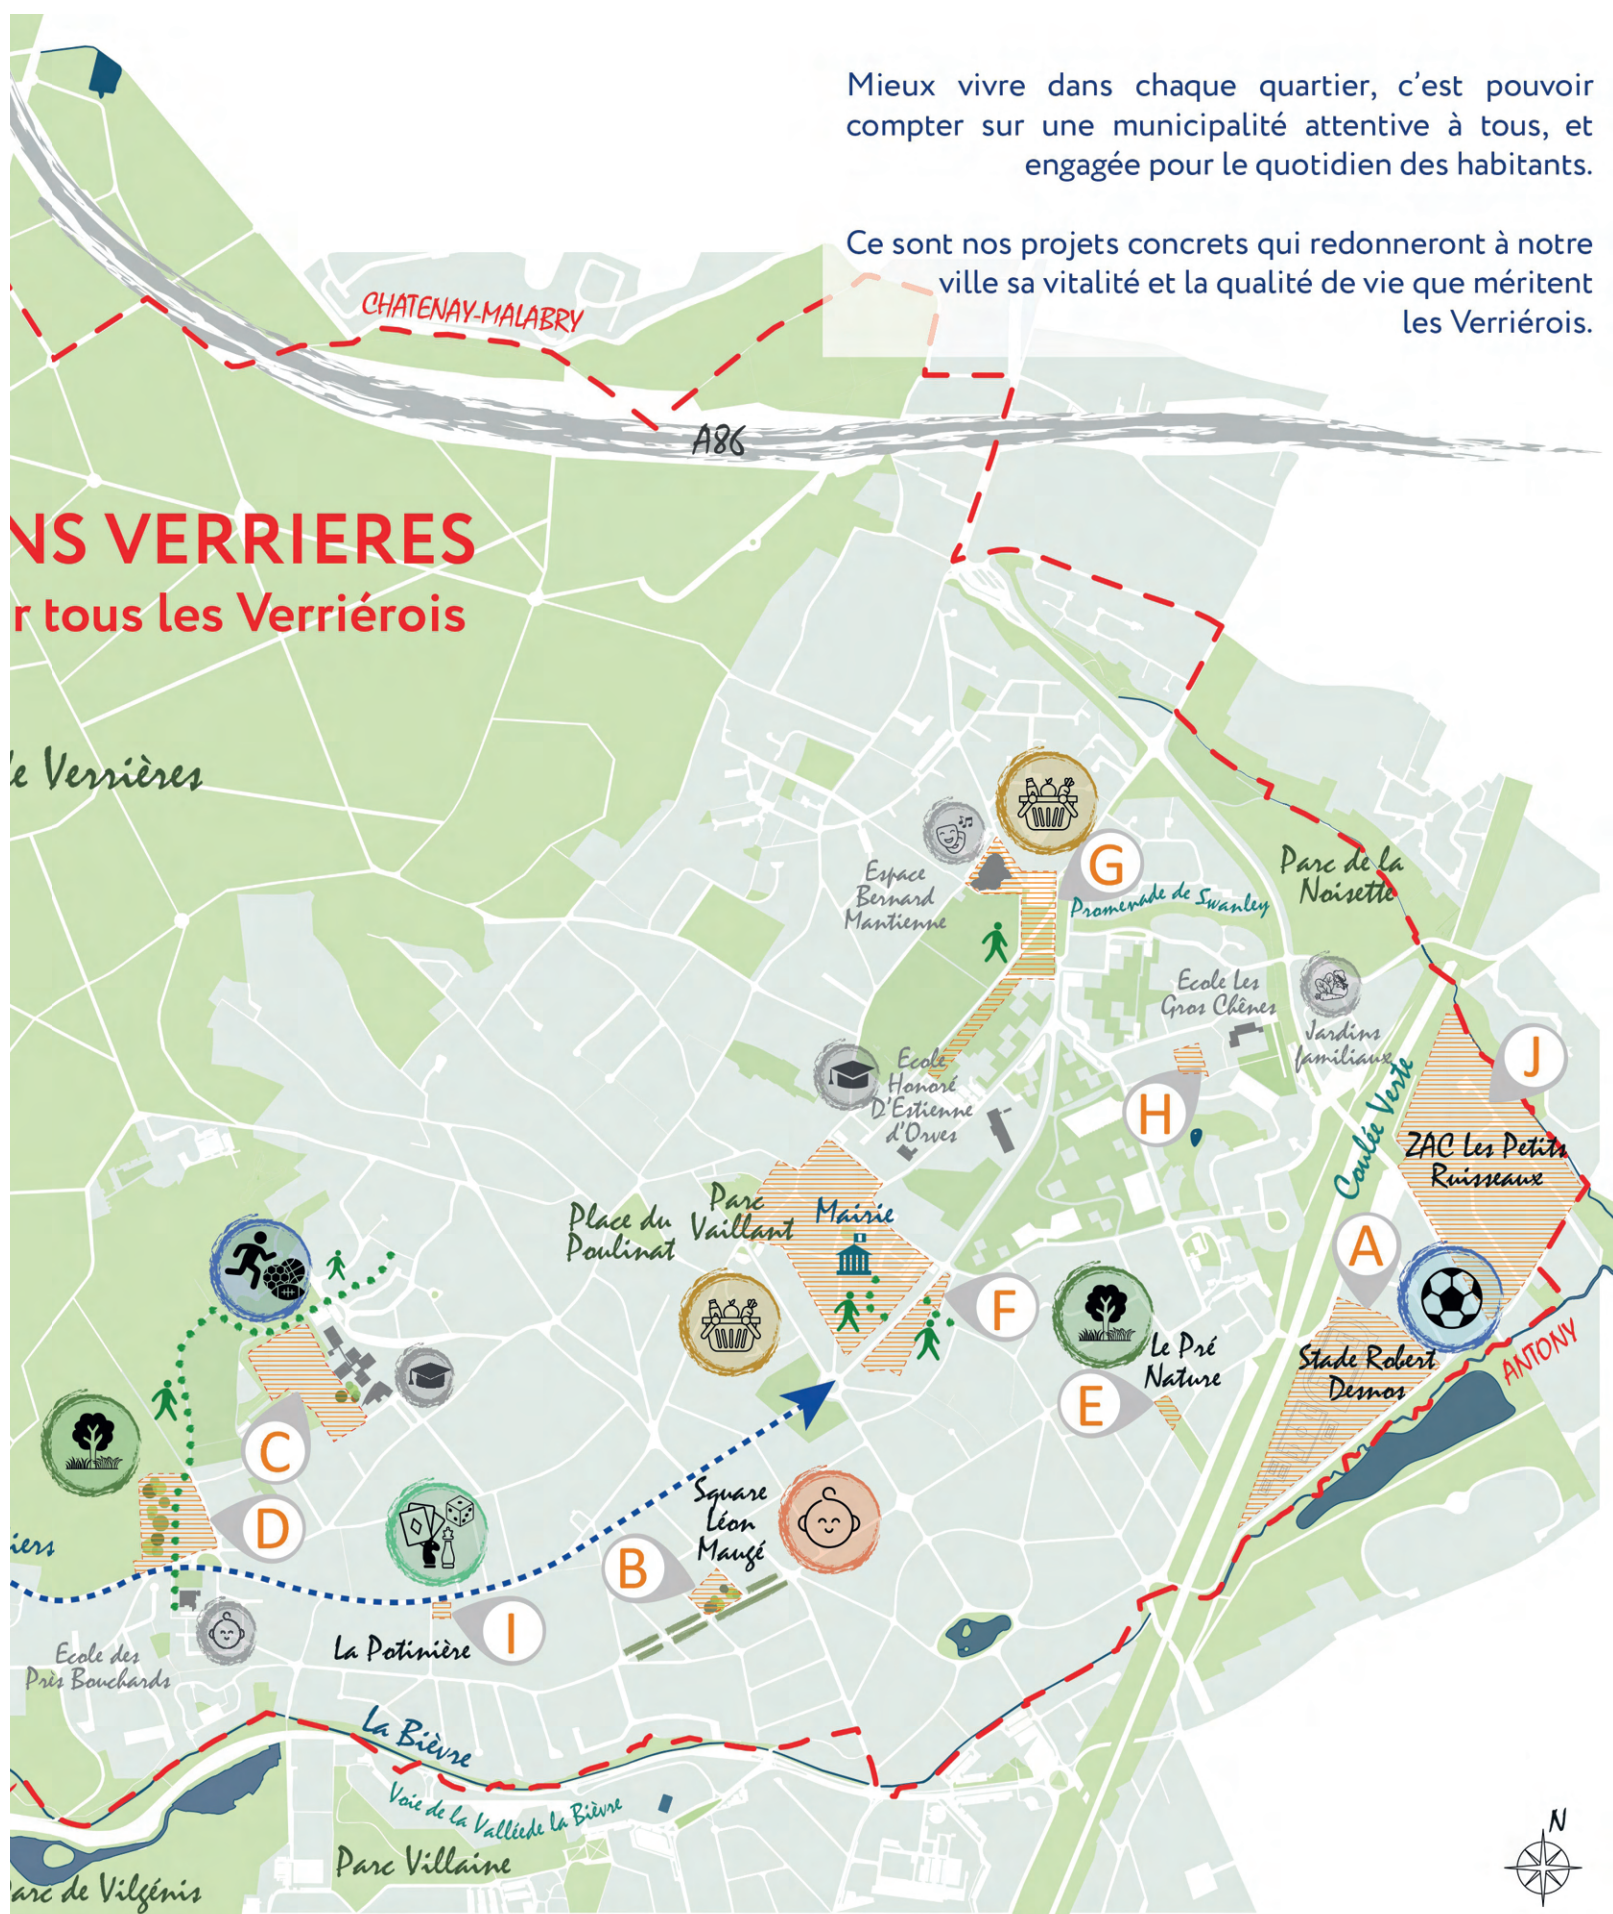 Mieux vivre dans chaque quartier, c'est pouvoir
compter sur une municipalité attentive à tous, et
engagée pour le quotidien des habitants.
Ce sont nos projets concrets qui redonneront à notre
ville sa vitalité et la qualité de vie que méritent
les Verriérois.
CHATENAY-MALABRY
A86
NS VERRIERES
r tous les Verriérois
e Verrières
G
Espace
Bernard
Mantienne
Promenade de Swanley
Parc de la
Noisette
Ecole Les
Gros Chênes
Jardins
familiaux
Coulée Verte
J
Ecole
Honoré
D'Estienne
d'Orves
H
ZAC Les Petits
Ruisseaux
Place du
Poulinat
Parc
Vaillant
Mairie
A
F
Le Pré
Nature
E
Stade Robert
Desnos
ANTONY
C
D
iers
Square
Léon
Maugé
B
I
La Potinière
Ecole des
Près Bouchards
La Bièvre
Voie de la Valléede la Bièvre
Parc Villaine
arc de Vilgénis
N